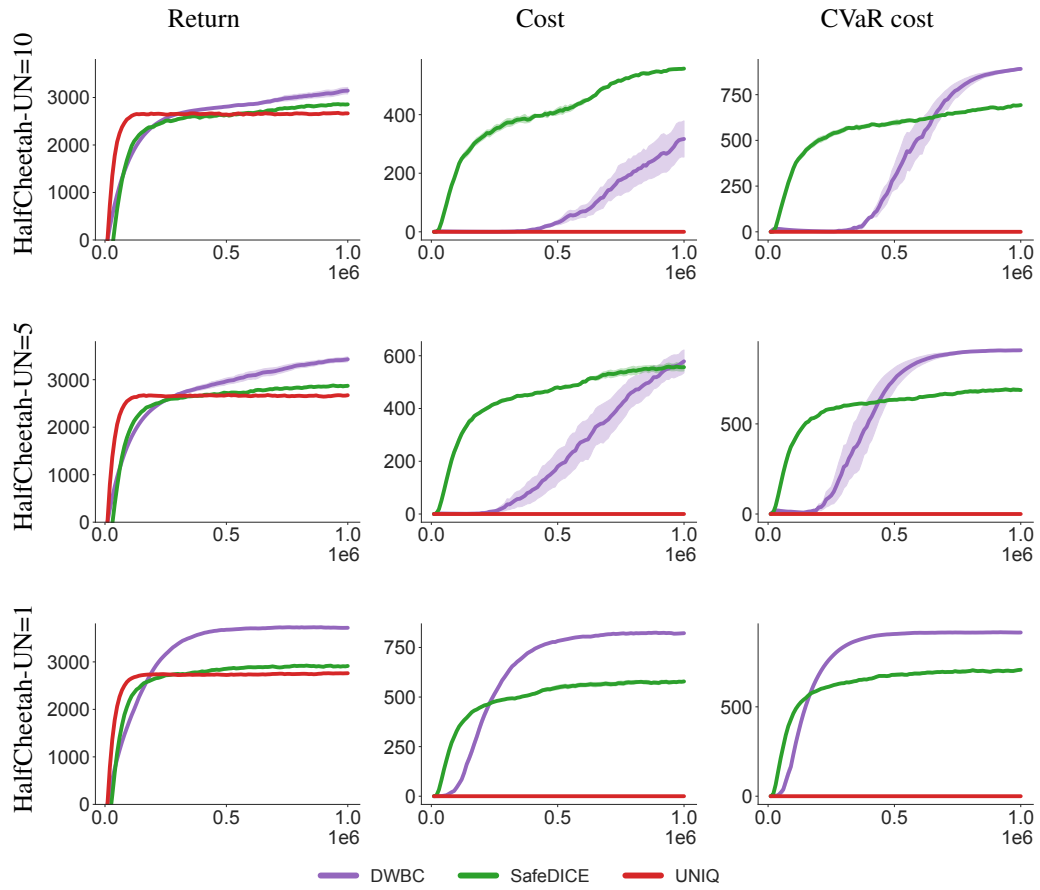 Return Cost CVaR cost
HalfCheetah-UN=10
3000
2000
1000
0
0.0 0.5 1.0
1e6
400
200
0
0.0 0.5 1.0
1e6
750
500
250
0
0.0 0.5 1.0
1e6
HalfCheetah-UN=5
3000
2000
1000
0
0.0 0.5 1.0
1e6
600
400
200
0
0.0 0.5 1.0
1e6
500
0
0.0 0.5 1.0
1e6
HalfCheetah-UN=1
3000
2000
1000
0
0.0 0.5 1.0
1e6
750
500
250
0
0.0 0.5 1.0
1e6
500
0
0.0 0.5 1.0
1e6
DWBC SafeDICE UNIQ